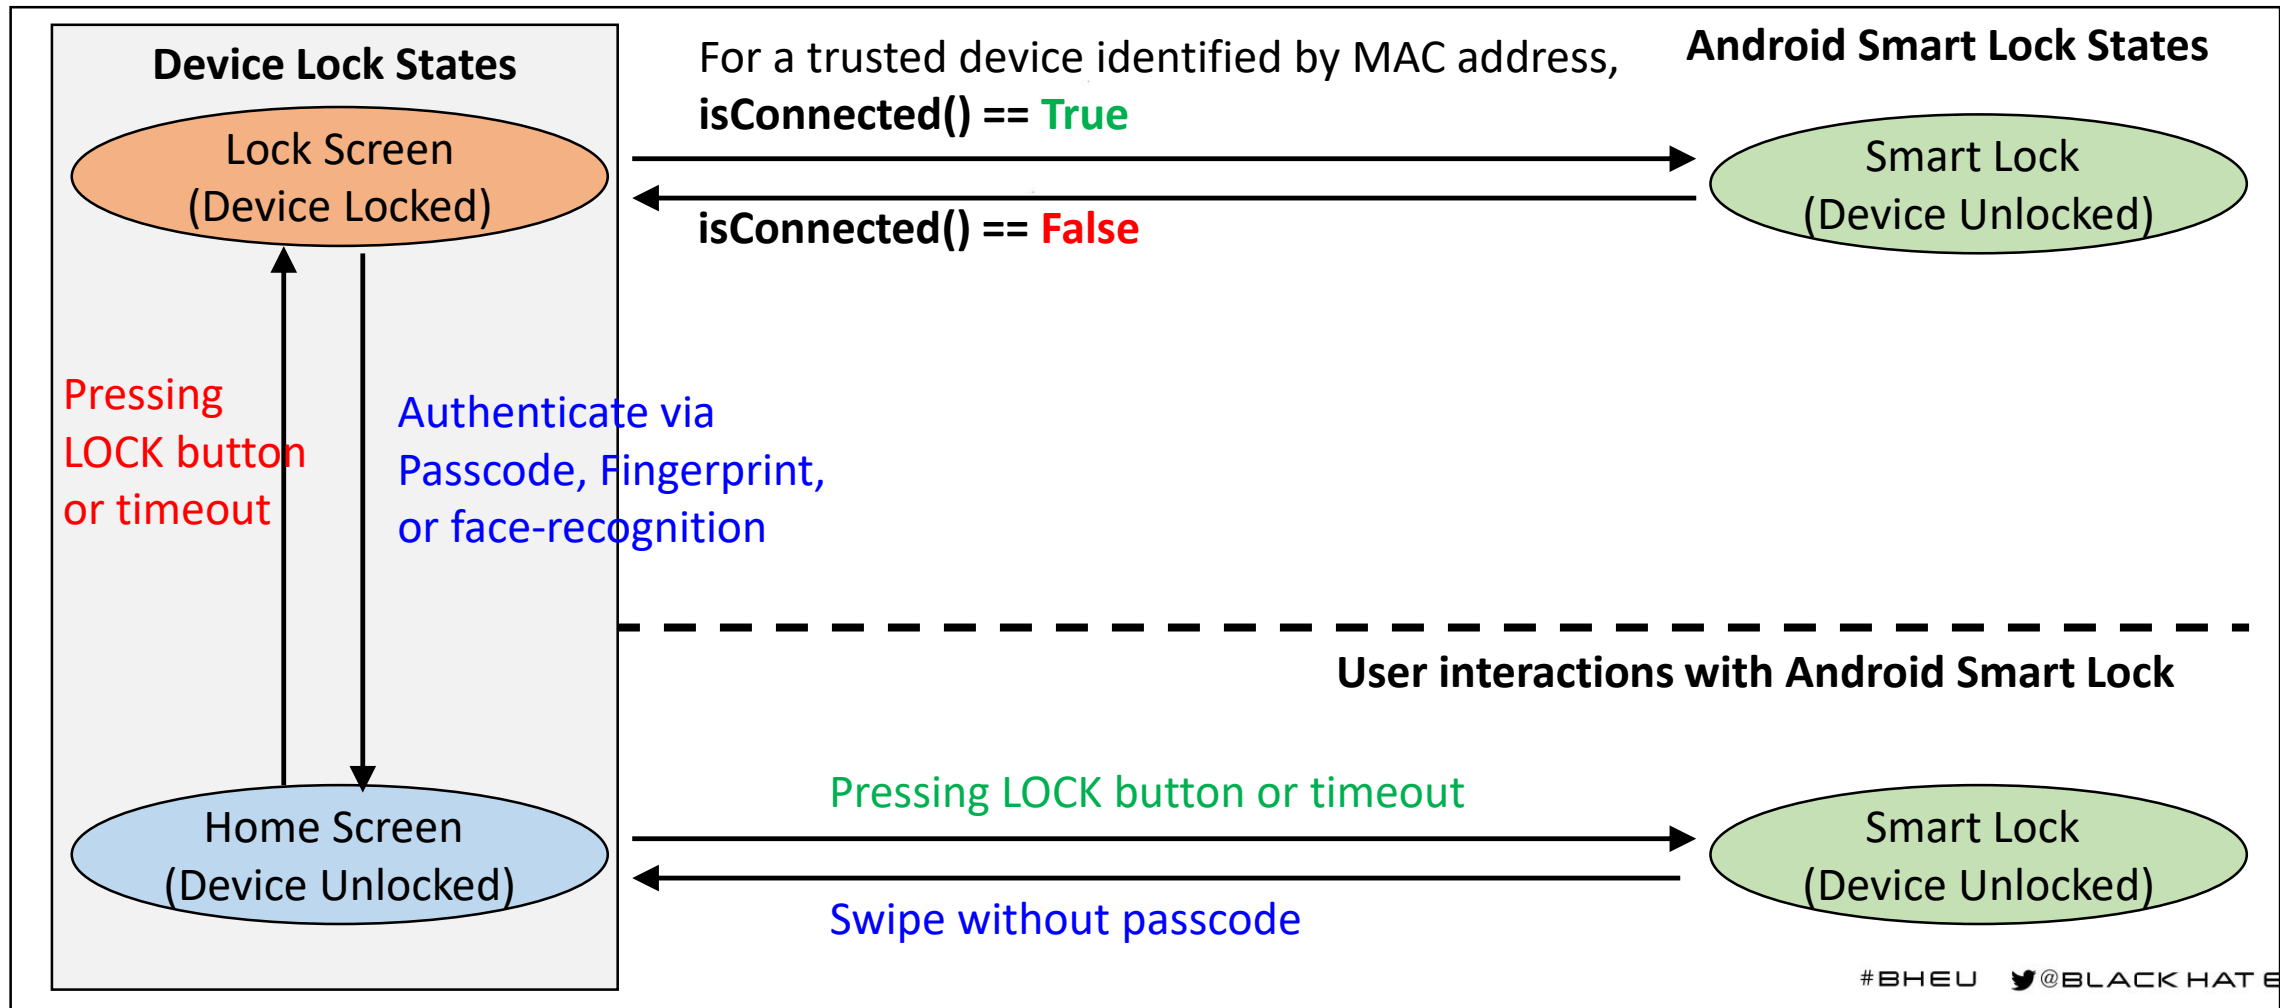 Device Lock States
Lock Screen
(Device Locked)
Pressing
LOCK button
or timeout
Authenticate via
Passcode, Fingerprint,
or face-recognition
Home Screen
(Device Unlocked)
For a trusted device identified by MAC address,
isConnected() == True
isConnected() == False
Android Smart Lock States
Smart Lock
(Device Unlocked)
User interactions with Android Smart Lock
Pressing LOCK button or timeout
Swipe without passcode
Smart Lock
(Device Unlocked)
#BHEU @BLACK HAT E